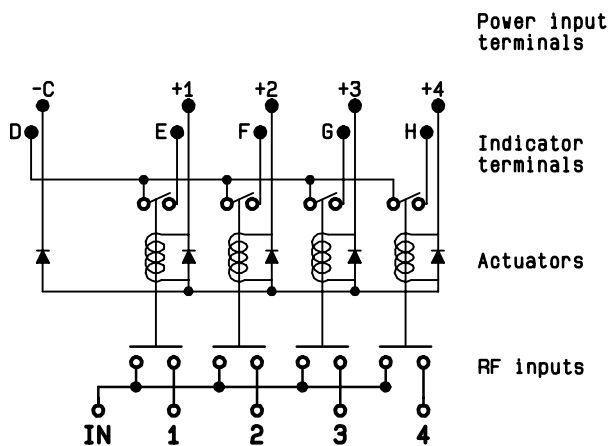 Power input
terminals
-C +1 +2 +3 +4
D E F G H
Indicator
terminals
Actuators
RF inputs
IN 1 2 3 4